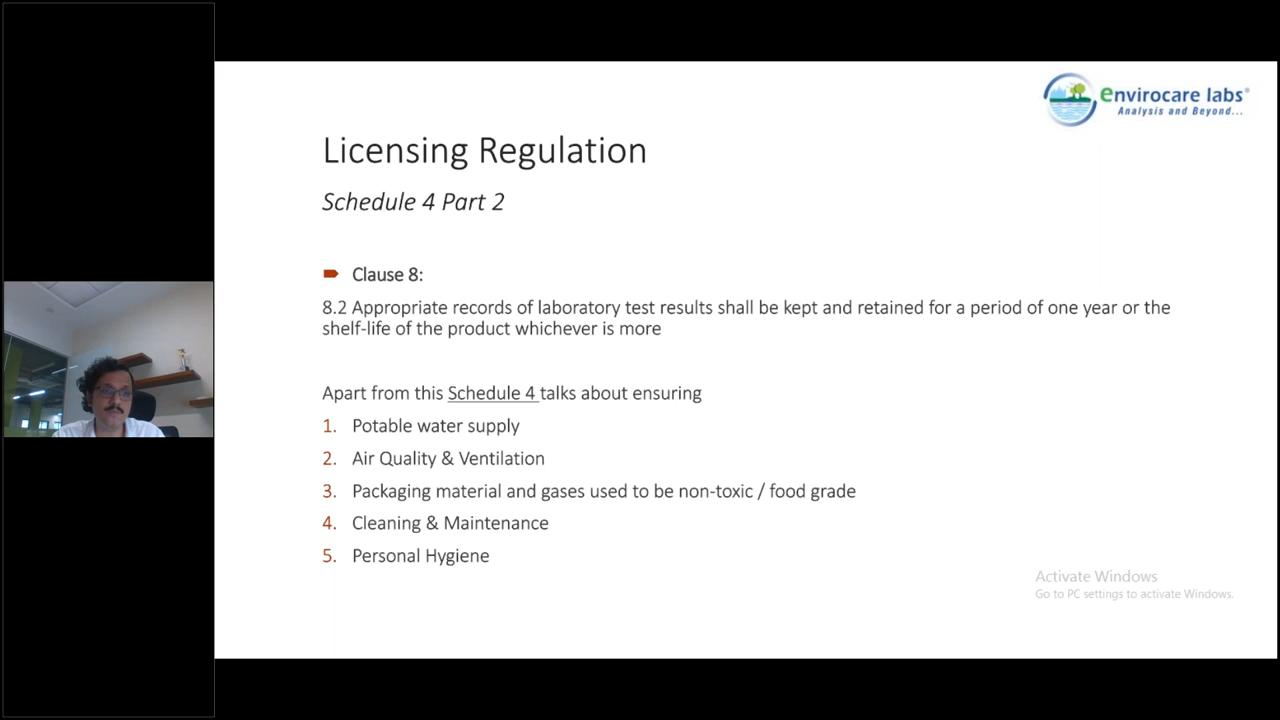 envirocare labs®
Analysis and Beyond...
Licensing Regulation
Schedule 4 Part 2
Clause 8:
8.2 Appropriate records of laboratory test results shall be kept and retained for a period of one year or the
shelf-life of the product whichever is more
Apart from this Schedule 4 talks about ensuring
1. Potable water supply
2. Air Quality & Ventilation
3. Packaging material and gases used to be non-toxic / food grade
4. Cleaning & Maintenance
5. Personal Hygiene
Activate Windows
Go to PC settings to activate Windows.